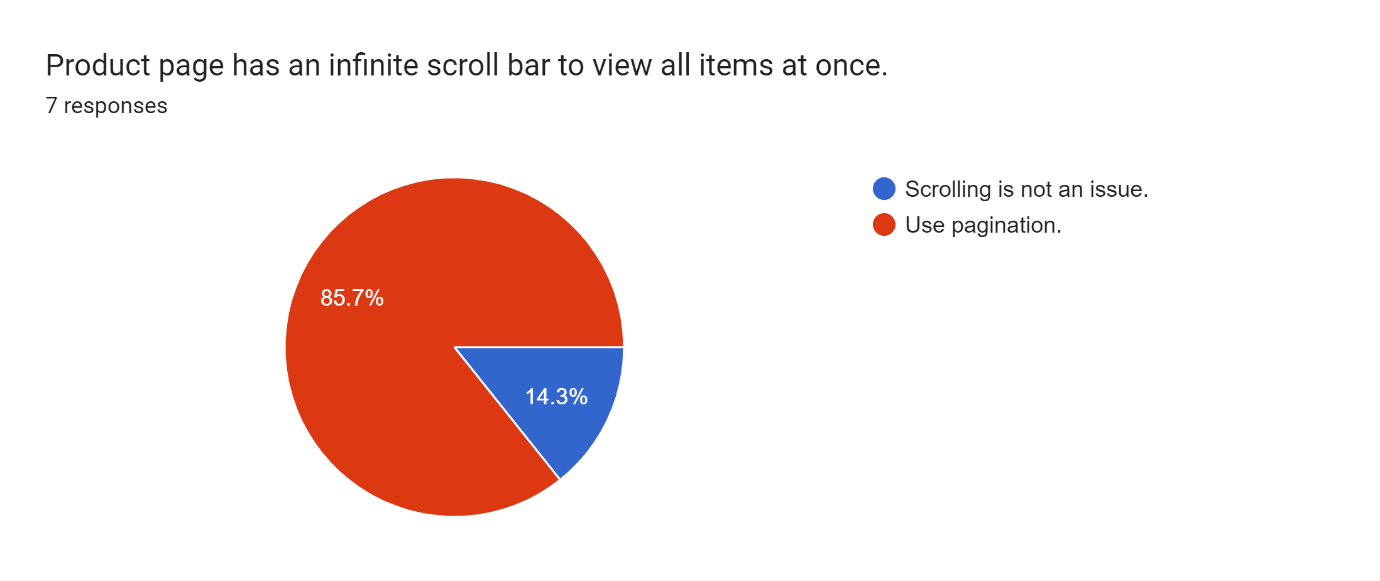 Product page has an infinite scroll bar to view all items at once.
7 responses
Scrolling is not an issue.
Use pagination.
85.7%
14.3%